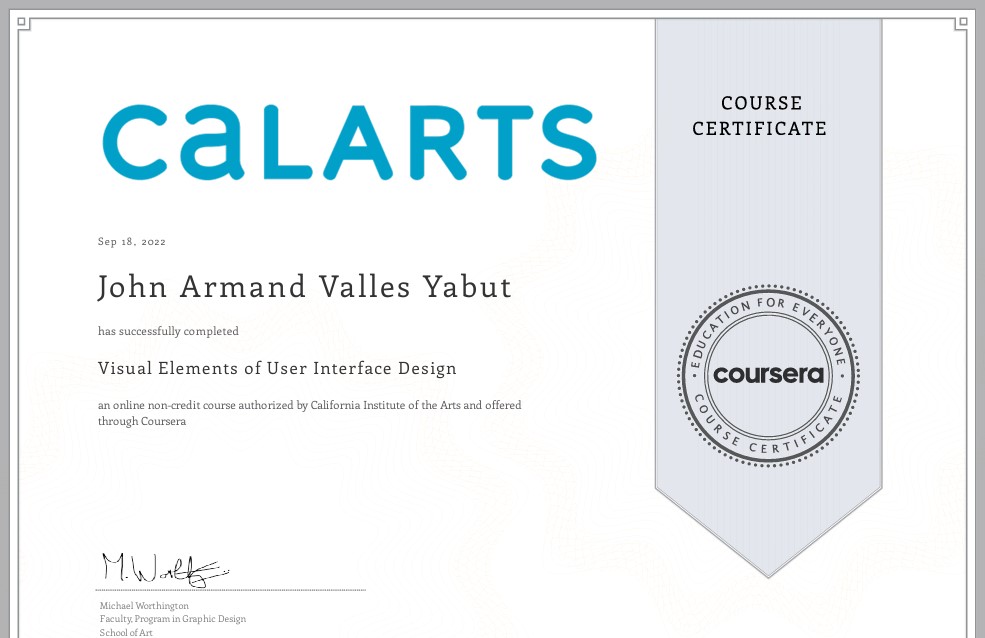 CALARTS
COURSE
CERTIFICATE
Sep 18, 2022
John Armand Valles Yabut
has successfully completed
Visual Elements of User Interface Design
an online non-credit course authorized by California Institute of the Arts and offered
through Coursera
EDUCATION FOR EVERYONE
coursera
COURSE CERTIFICATE
M. Worth
Michael Worthington
Faculty, Program in Graphic Design
School of Art